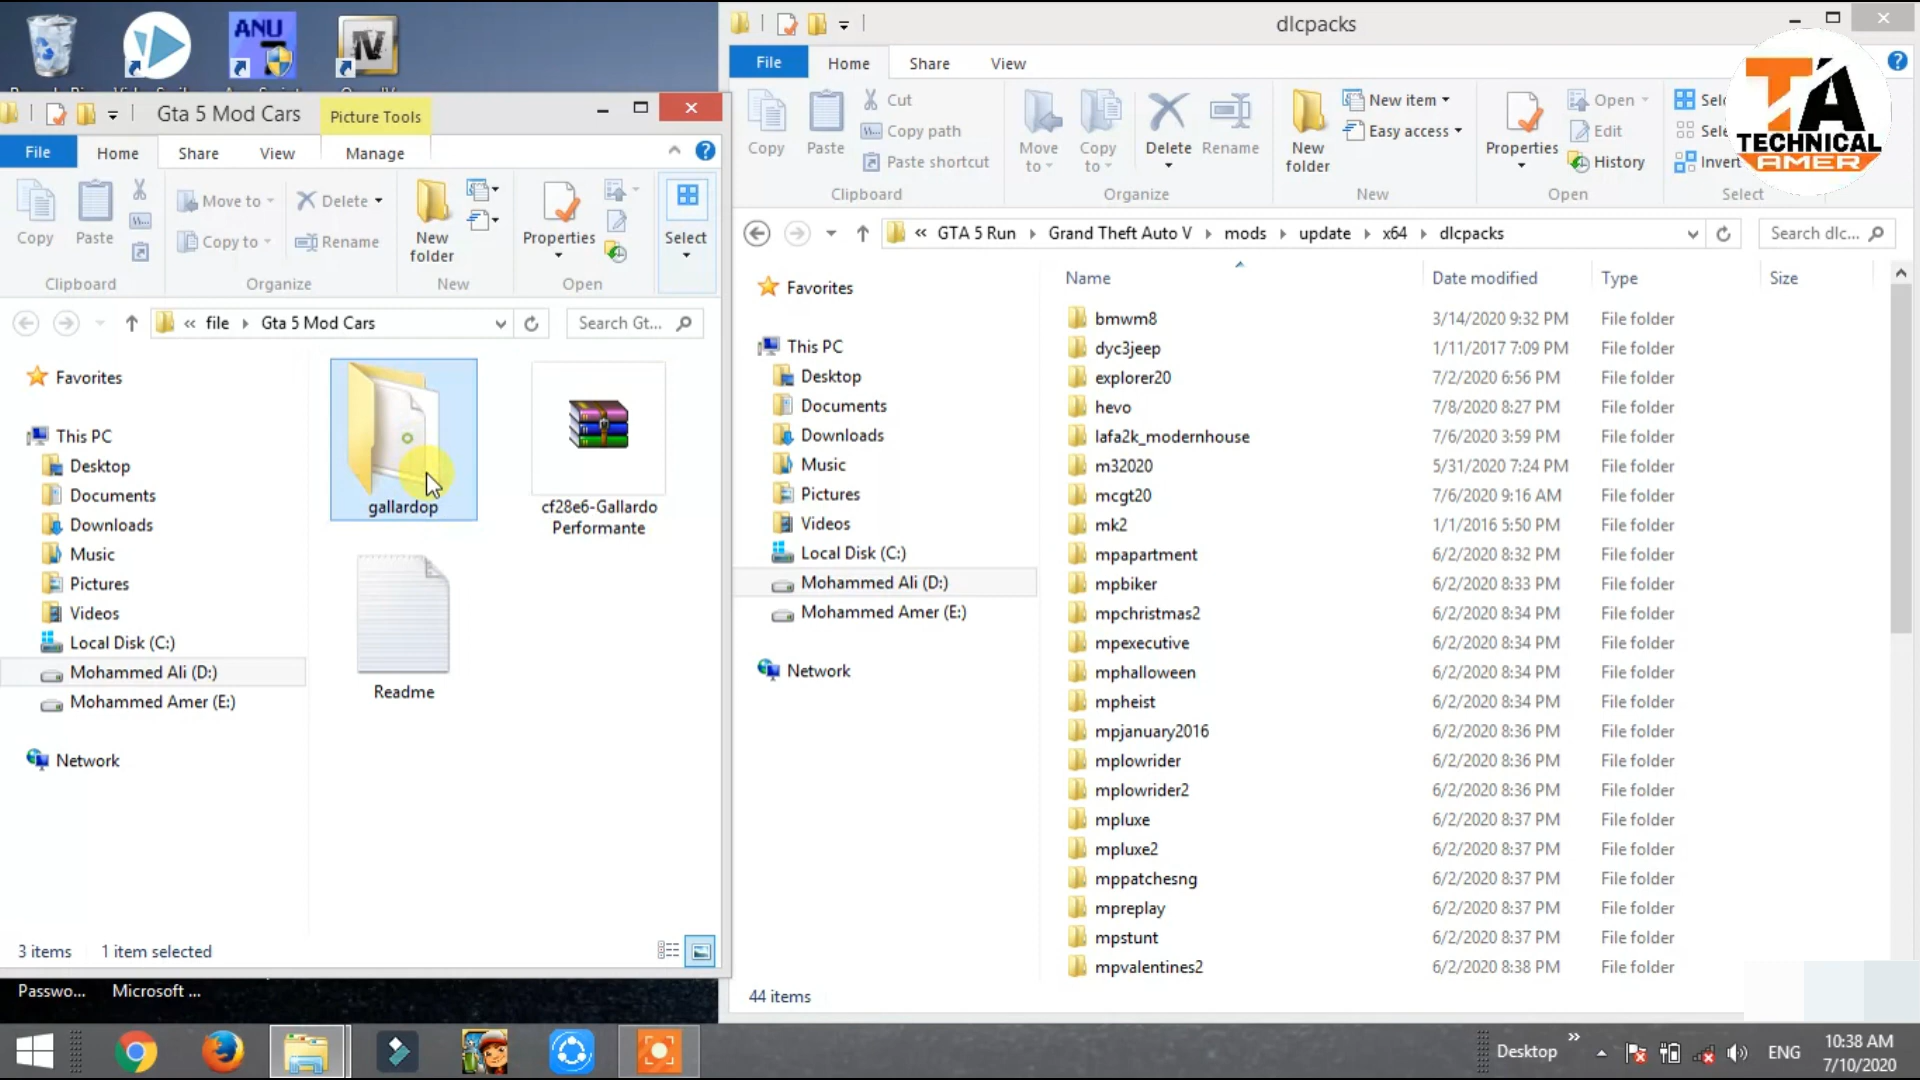 ANU
IV
Gta 5 Mod Cars
Picture Tools
File
Home
Share
View
Manage
Copy
Paste
Move to
Copy to
Delete
Rename
New
folder
Properties
Select
Clipboard
Organize
New
Open
« file
Gta 5 Mod Cars
Search Gt...
Favorites
This PC
Desktop
Documents
Downloads
Music
Pictures
Videos
Local Disk (C:)
Mohammed Ali (D:)
Mohammed Amer (E:)
Network
gallardop
cf28e6-Gallardo
Performante
Readme
3 items
1 item selected
Passwo...
Microsoft ...
dlcpacks
File
Home
Share
View
Copy
Paste
Cut
Copy path
Paste shortcut
Move
to
Copy
to
Delete
Rename
New
folder
New item
Easy access
Properties
Open
Edit
History
Sele
Sele
Invert
Clipboard
Organize
New
Open
Select
TA
TECHNICAL
AMER
« GTA 5 Run
Grand Theft Auto V
mods
update
x64
dlcpacks
Search dlc...
Favorites
This PC
Desktop
Documents
Downloads
Music
Pictures
Videos
Local Disk (C:)
Mohammed Ali (D:)
Mohammed Amer (E:)
Network
Name Date modified Type Size
bmwm8 3/14/2020 9:32 PM File folder
dyc3jeep 1/11/2017 7:09 PM File folder
explorer20 7/2/2020 6:56 PM File folder
hevo 7/8/2020 8:27 PM File folder
lafa2k_modernhouse 7/6/2020 3:59 PM File folder
m32020 5/31/2020 7:24 PM File folder
mcgt20 7/6/2020 9:16 AM File folder
mk2 1/1/2016 5:50 PM File folder
mpapartment 6/2/2020 8:32 PM File folder
mpbiker 6/2/2020 8:33 PM File folder
mpchristmas2 6/2/2020 8:34 PM File folder
mpexecutive 6/2/2020 8:34 PM File folder
mphalloween 6/2/2020 8:34 PM File folder
mpheist 6/2/2020 8:34 PM File folder
mpjanuary2016 6/2/2020 8:36 PM File folder
mplowrider 6/2/2020 8:36 PM File folder
mplowrider2 6/2/2020 8:36 PM File folder
mpluxe 6/2/2020 8:37 PM File folder
mpluxe2 6/2/2020 8:37 PM File folder
mppatchesng 6/2/2020 8:37 PM File folder
mpreplay 6/2/2020 8:37 PM File folder
mpstunt 6/2/2020 8:37 PM File folder
mpvalentines2 6/2/2020 8:38 PM File folder
44 items
Desktop
ENG
10:38 AM
7/10/2020